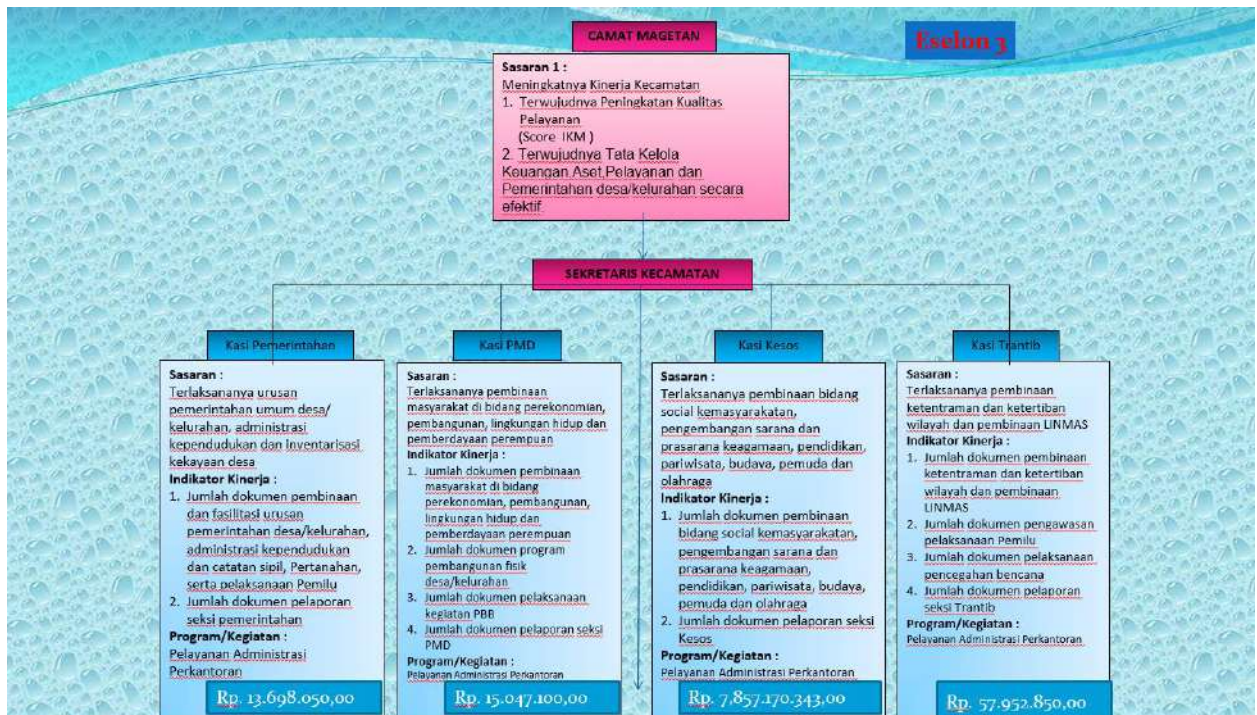 CAMAT MAGETAN
Eselon 3
Sasaran 1 :
Meningkatnya Kinerja Kecamatan
1. Terwujudnya Peningkatan Kualitas
Pelayanan
(Score IKM )
2. Terwujudnya Tata Kelola
Keuangan,Aset,Pelayanan dan
Pemerintahan desa/kelurahan secara
efektif.
SEKRETARIS KECAMATAN
Kasi Pemerintahan
Sasaran :
Terlaksananya urusan
pemerintahan umum desa/
kelurahan, administrasi
kependudukan dan inventarisasi
kekayaan desa
Indikator Kinerja :
1. Jumlah dokumen pembinaan
dan fasilitasi urusan
pemerintahan desa/kelurahan,
administrasi kependudukan
dan catatan sipil, Pertanahan,
serta pelaksanaan Pemilu
2. Jumlah dokumen pelaporan
seksi pemerintahan
Program/Kegiatan :
Pelayanan Administrasi
Perkantoran
Rp. 13.698.050,00
Kasi PMD
Sasaran :
Terlaksananya pembinaan
masyarakat di bidang perekonomian,
pembangunan, lingkungan hidup dan
pemberdayaan perempuan
Indikator Kinerja :
1. Jumlah dokumen pembinaan
masyarakat di bidang
perekonomian, pembangunan,
lingkungan hidup dan
pemberdayaan perempuan
2. Jumlah dokumen program
pembangunan fisik
desa/kelurahan
3. Jumlah dokumen pelaksanaan
kegiatan PBB
4. Jumlah dokumen pelaporan seksi
PMD
Program/Kegiatan :
Pelayanan Administrasi Perkantoran
Rp. 15.047.100,00
Kasi Kesos
Sasaran :
Terlaksananya pembinaan bidang
social kemasyarakatan,
pengembangan sarana dan
prasarana keagamaan, pendidikan,
pariwisata, budaya, pemuda dan
olahraga
Indikator Kinerja :
1. Jumlah dokumen pembinaan
bidang social kemasyarakatan,
pengembangan sarana dan
prasarana keagamaan,
pendidikan, pariwisata, budaya,
pemuda dan olahraga
2. Jumlah dokumen pelaporan seksi
Kesos
Program/Kegiatan :
Pelayanan Administrasi Perkantoran
Rp. 7,857.170.343,00
Kasi Trantib
Sasaran :
Terlaksananya pembinaan
ketentraman dan ketertiban
wilayah dan pembinaan LINMAS
Indikator Kinerja :
1. Jumlah dokumen pembinaan
ketentraman dan ketertiban
wilayah dan pembinaan
LINMAS
2. Jumlah dokumen pengawasan
pelaksanaan Pemilu
3. Jumlah dokumen pelaksanaan
pencegahan bencana
4. Jumlah dokumen pelaporan
seksi Trantib
Program/Kegiatan :
Pelayanan Administrasi Perkantoran
Rp. 57.952.850,00